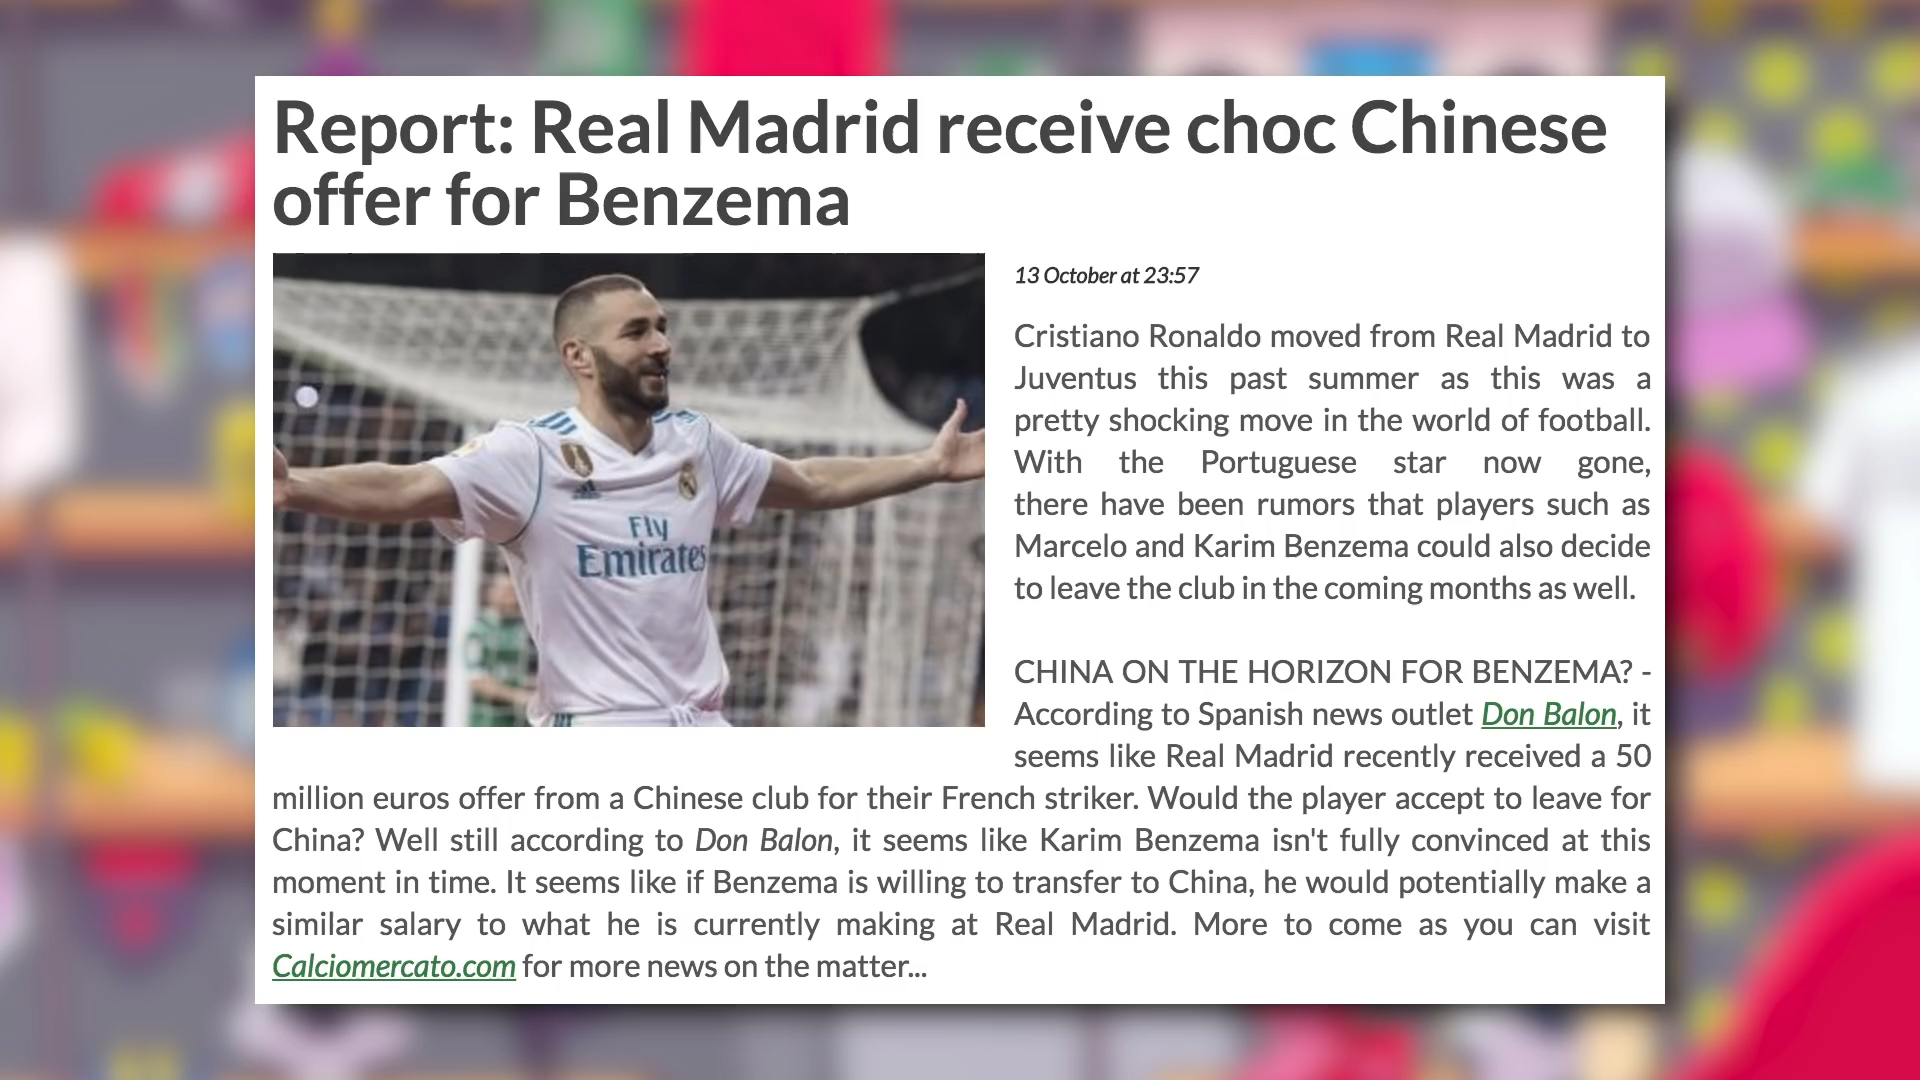 Report: Real Madrid receive choc Chinese
offer for Benzema
13 October at 23:57
Cristiano Ronaldo moved from Real Madrid to
Juventus this past summer as this was a
pretty shocking move in the world of football.
With the Portuguese star now gone,
there have been rumors that players such as
Marcelo and Karim Benzema could also decide
to leave the club in the coming months as well.
CHINA ON THE HORIZON FOR BENZEMA? -
According to Spanish news outlet Don Balon, it
seems like Real Madrid recently received a 50
million euros offer from a Chinese club for their French striker. Would the player accept to leave for
China? Well still according to Don Balon, it seems like Karim Benzema isn't fully convinced at this
moment in time. It seems like if Benzema is willing to transfer to China, he would potentially make a
similar salary to what he is currently making at Real Madrid. More to come as you can visit
Calciomercato.com for more news on the matter...
Fly
Emirates